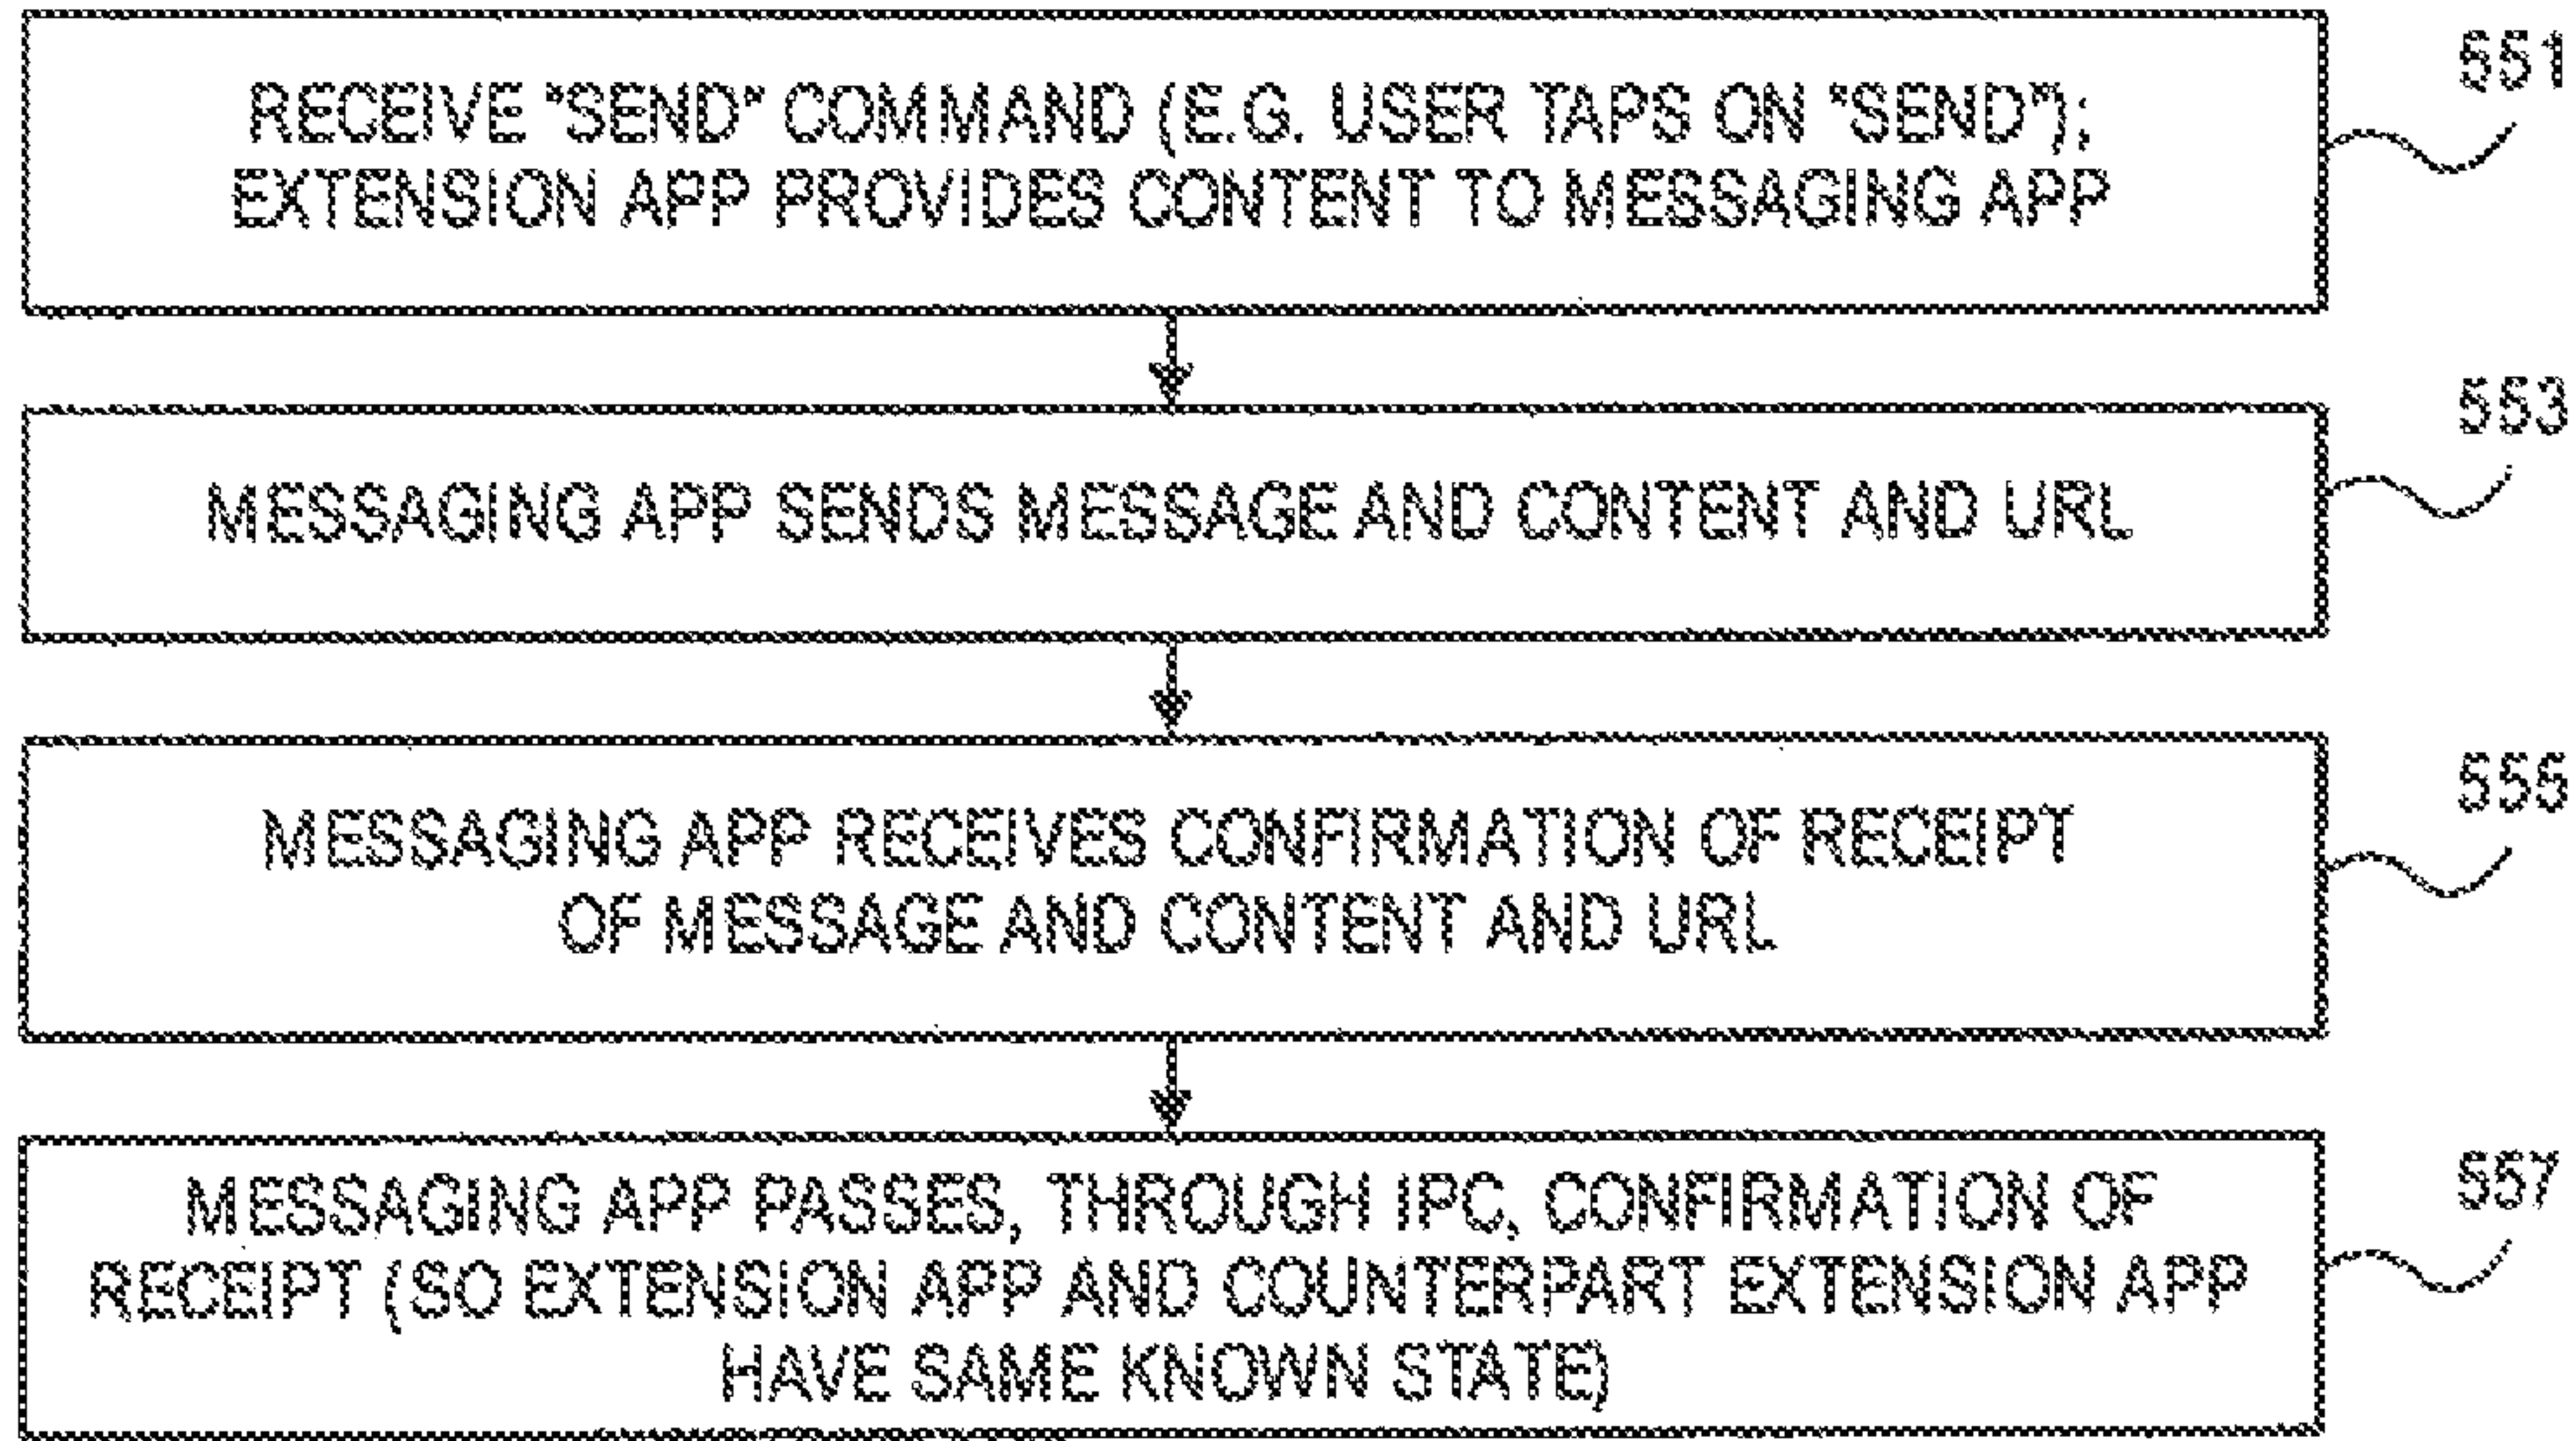 RECEIVE "SEND" COMMAND (E.G. USER TAPS ON "SEND");
EXTENSION APP PROVIDES CONTENT TO MESSAGING APP
551
MESSAGING APP SENDS MESSAGE AND CONTENT AND URL
553
MESSAGING APP RECEIVES CONFIRMATION OF RECEIPT
OF MESSAGE AND CONTENT AND URL
555
MESSAGING APP PASSES, THROUGH IPC, CONFIRMATION OF
RECEIPT (SO EXTENSION APP AND COUNTERPART EXTENSION APP
HAVE SAME KNOWN STATE)
557